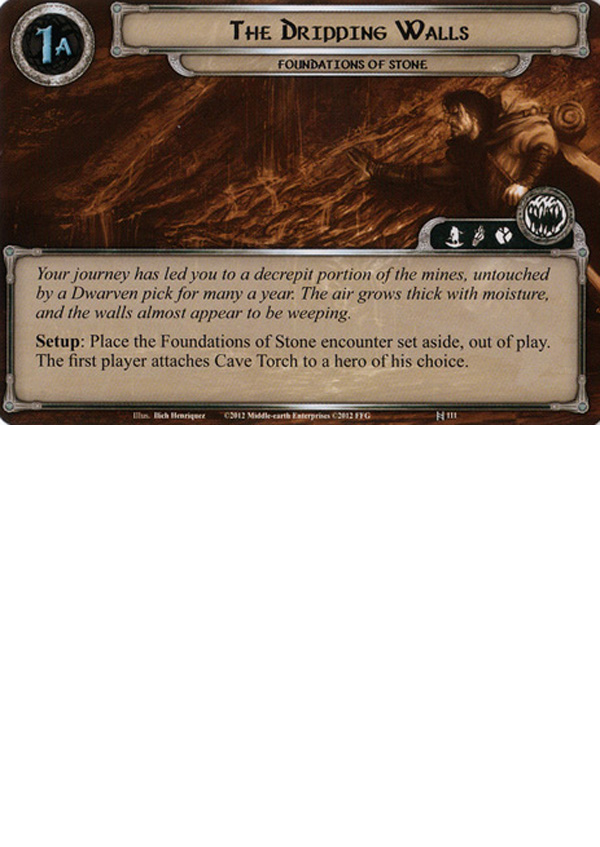 1A
THE DRIPPING WALLS
FOUNDATIONS OF STONE
Your journey has led you to a decrepit portion of the mines, untouched
by a Dwarven pick for many a year. The air grows thick with moisture,
and the walls almost appear to be weeping.
Setup: Place the Foundations of Stone encounter set aside, out of play.
The first player attaches Cave Torch to a hero of his choice.
Illus. Ilich Henriquez ©2012 Middle-earth Enterprises ©2012 FFG 111